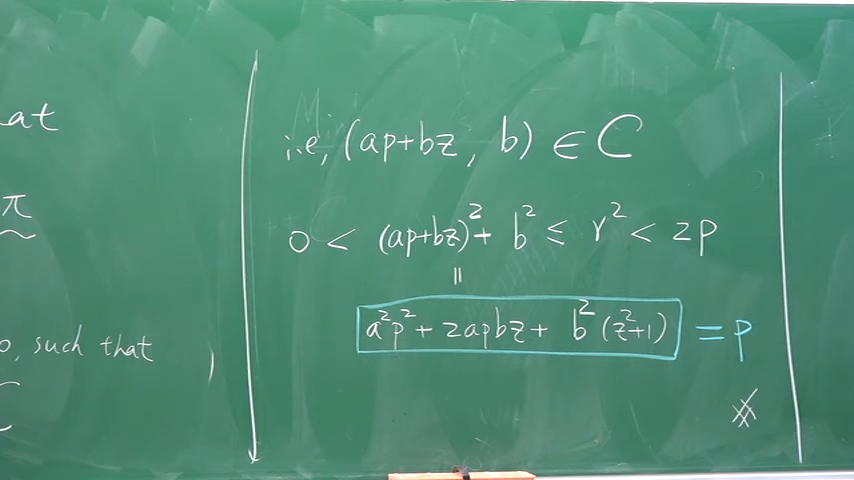 at
π
o, such that
i.e, (ap+bz, b) ∈ C
0 < (ap+bz)² + b² ≤ r² < 2p
=
a²p² + 2apbz + b²(z²+1) = p